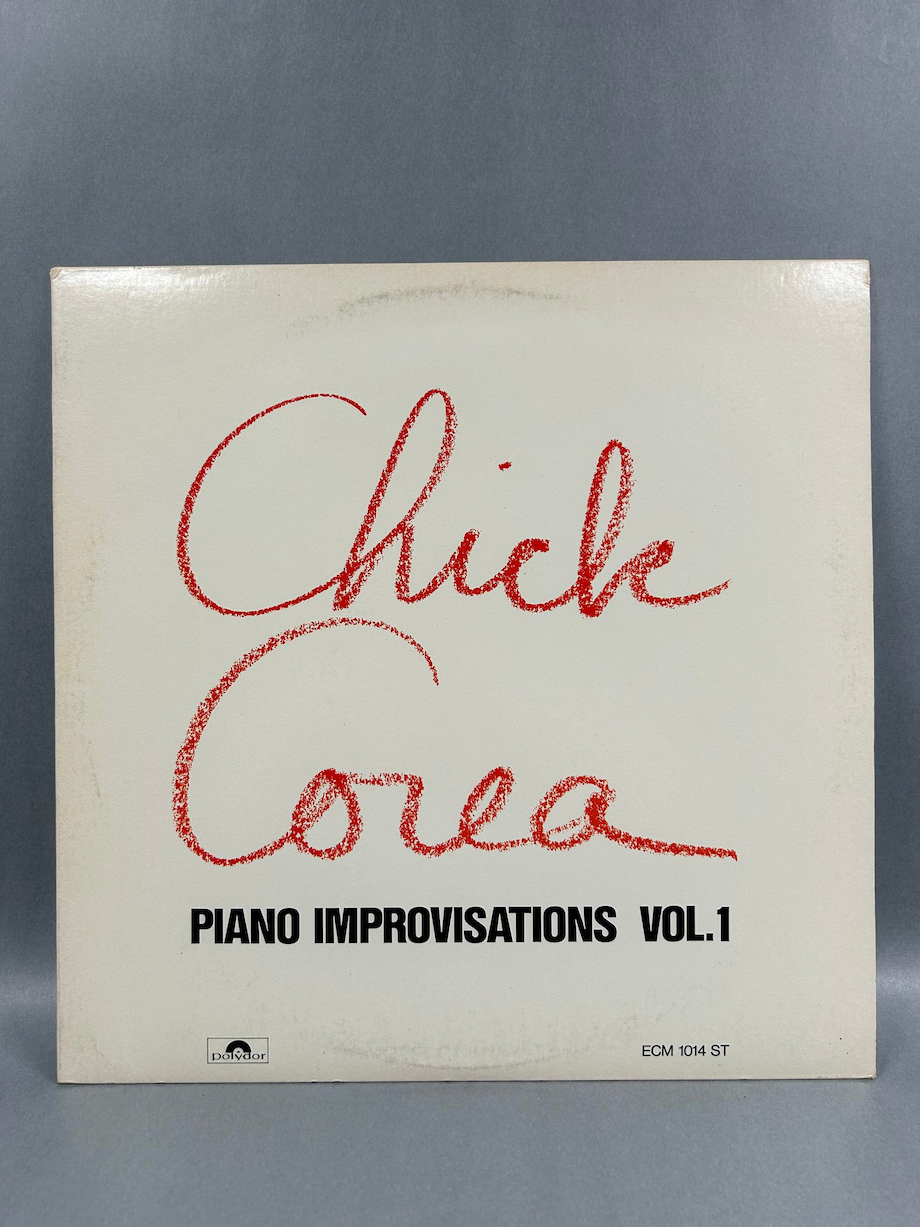 Chick
Corea
PIANO IMPROVISATIONS VOL.1
polydor
ECM 1014 ST